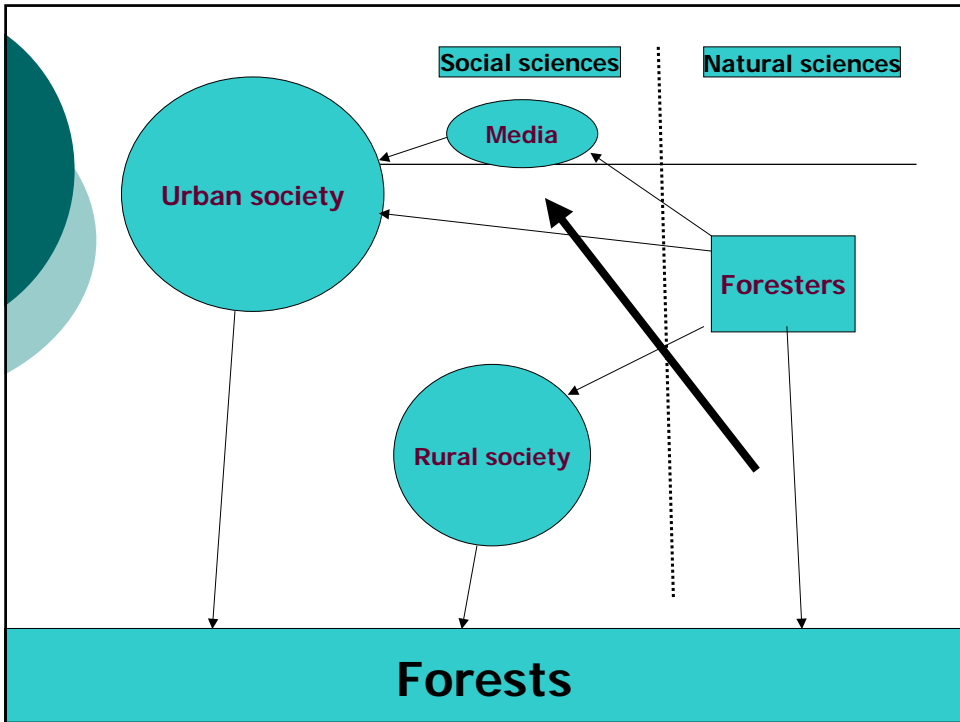 Social sciences
Natural sciences
Media
Urban society
Foresters
Rural society
Forests